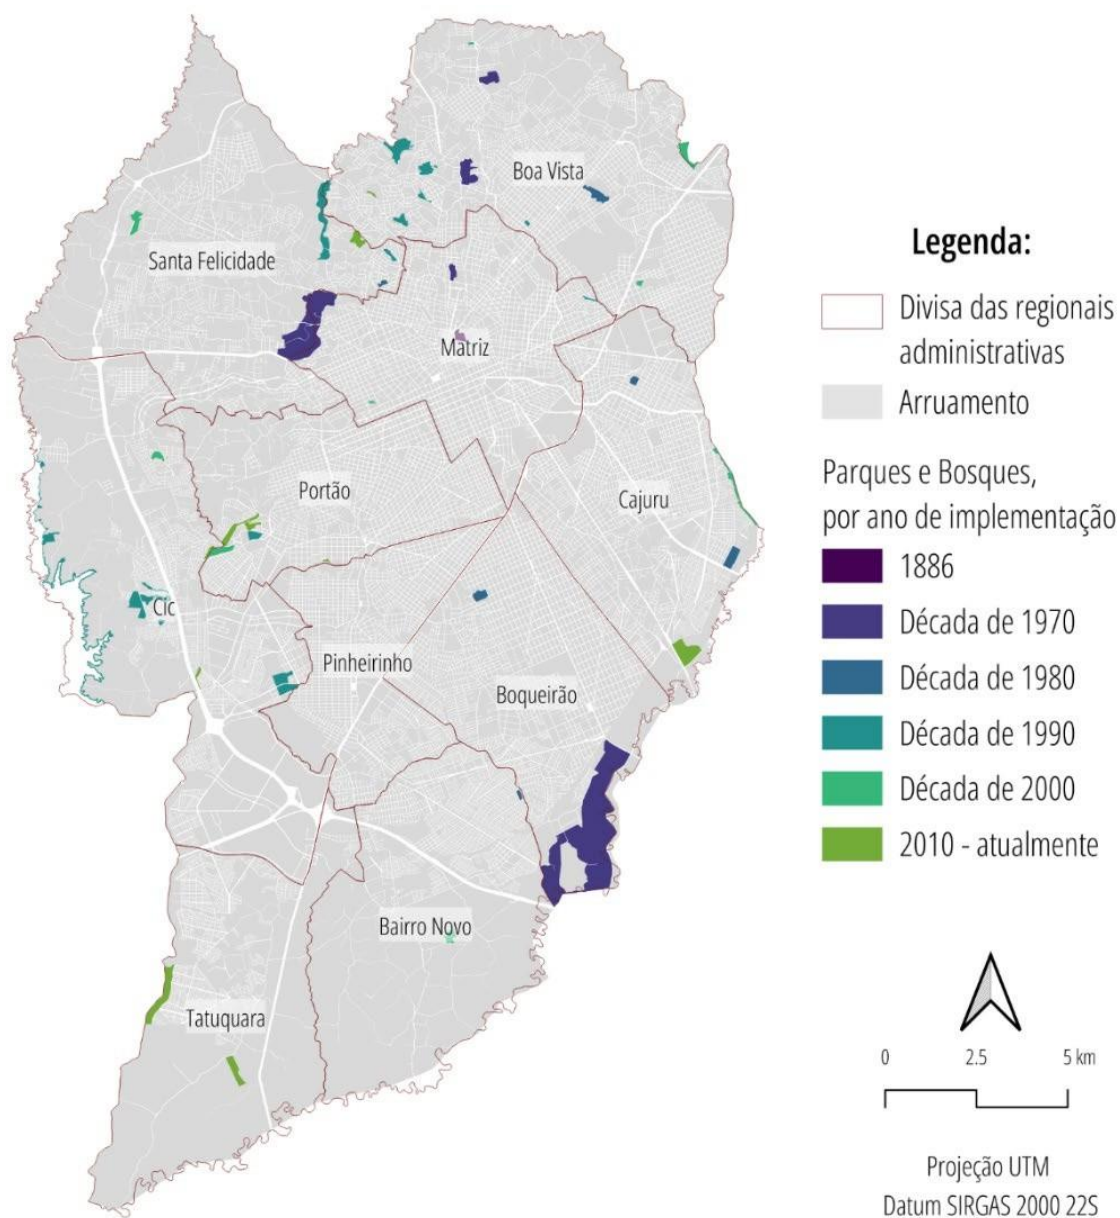 Boa Vista
Santa Felicidade
Matriz
Portão
Cajuru
Cic
Pinheirinho
Boqueirão
Bairro Novo
Tatuquara
Legenda:
Divisa das regionais
administrativas
Arruamento
Parques e Bosques,
por ano de implementação
1886
Década de 1970
Década de 1980
Década de 1990
Década de 2000
2010 - atualmente
0 2.5 5 km
Projeção UTM
Datum SIRGAS 2000 22S